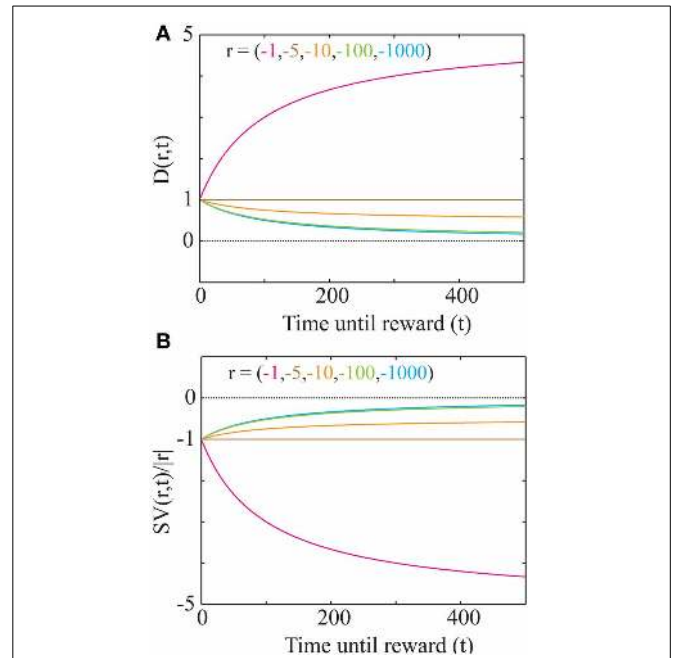 A
5
r = (-1,-5,-10,-100,-1000)
D(r,t)
1
0
0
200
400
Time until reward (t)
B
r = (-1,-5,-10,-100,-1000)
0
-1
SV(r,t)/|r|
-5
0
200
400
Time until reward (t)